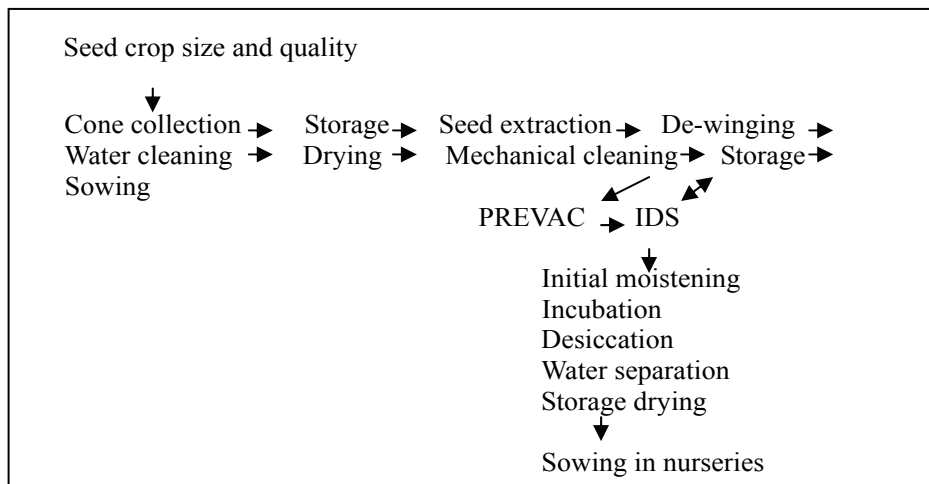 Seed crop size and quality
Cone collection Storage Seed extraction De-winging
Water cleaning Drying Mechanical cleaning Storage
Sowing
PREVAC IDS
Initial moistening
Incubation
Desiccation
Water separation
Storage drying
Sowing in nurseries